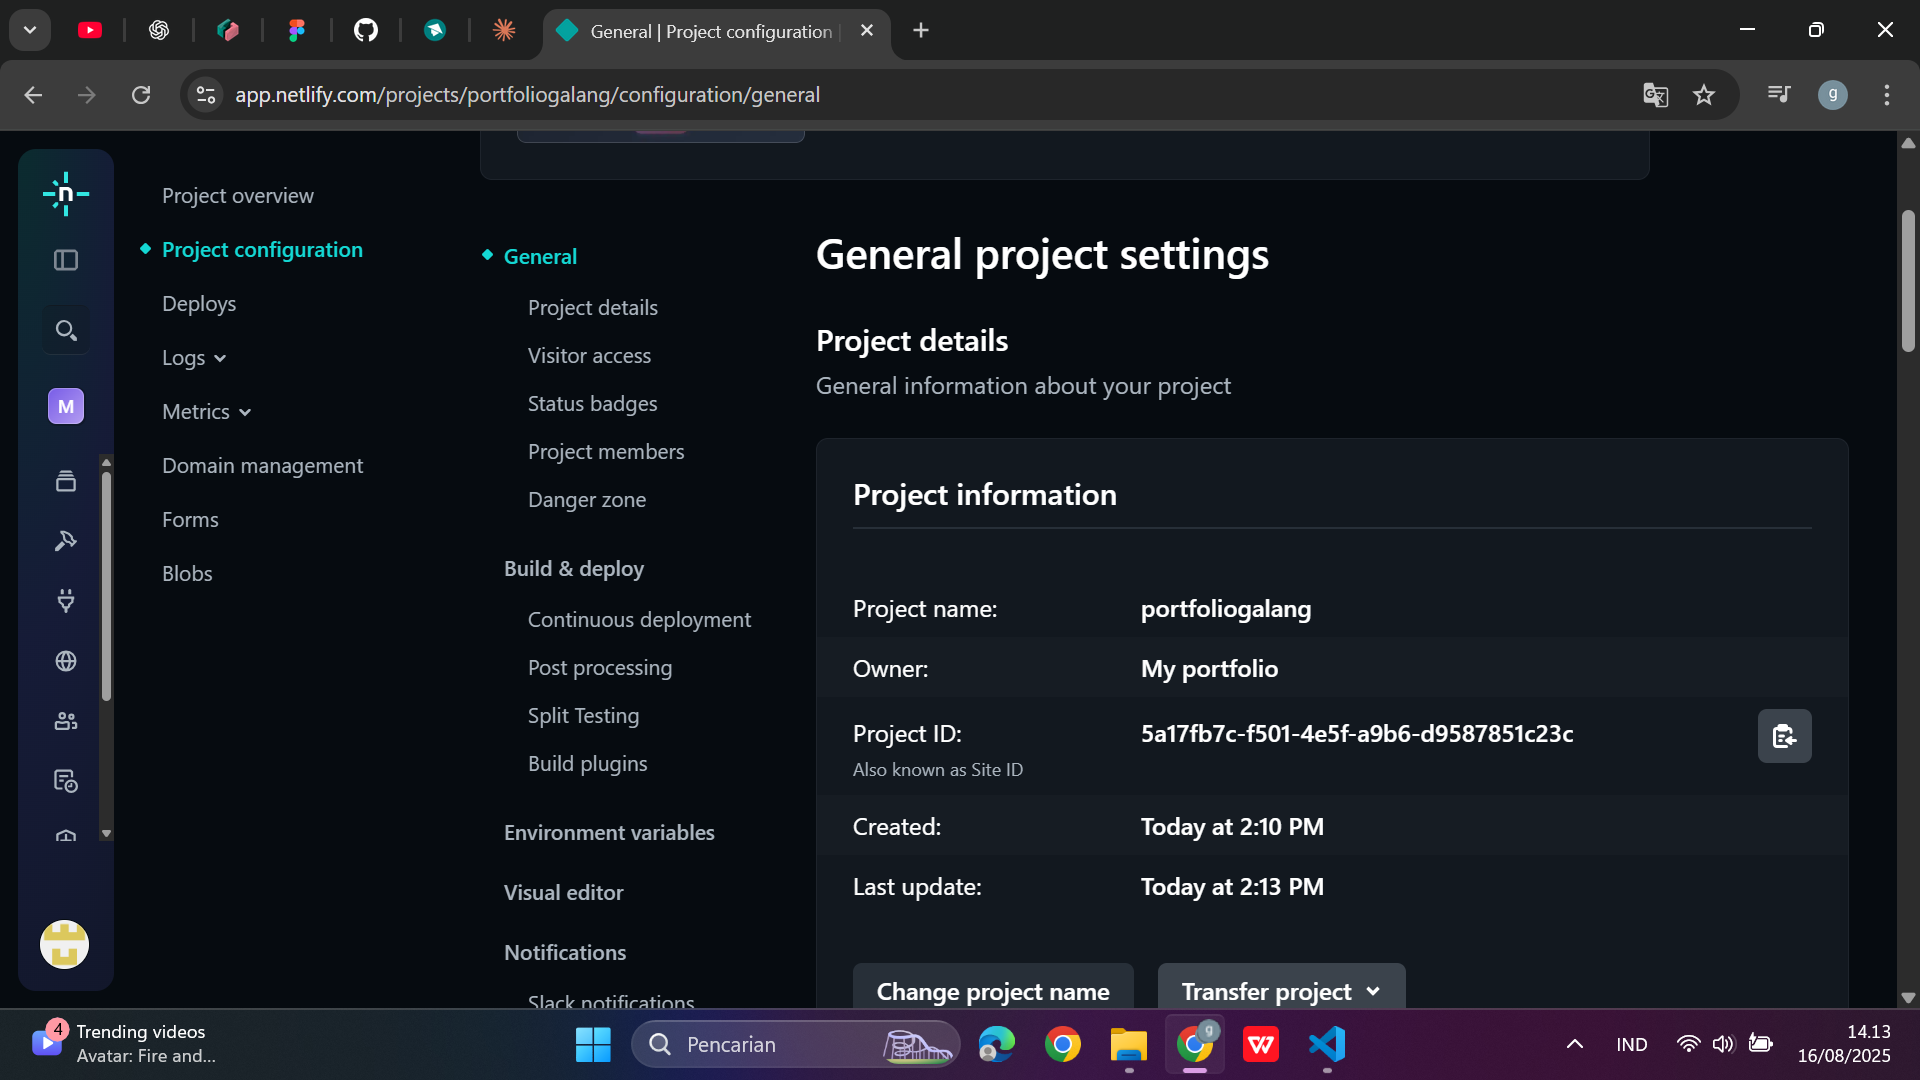 General | Project configuration |
app.netlify.com/projects/portfoliogalang/configuration/general
g
n
M
Project overview
Project configuration
Deploys
Logs
Metrics
Domain management
Forms
Blobs
General
Project details
Visitor access
Status badges
Project members
Danger zone
Build & deploy
Continuous deployment
Post processing
Split Testing
Build plugins
Environment variables
Visual editor
Notifications
Slack notifications
General project settings
Project details
General information about your project
Project information
Project name: portfoliogalang
Owner: My portfolio
Project ID: 5a17fb7c-f501-4e5f-a9b6-d9587851c23c
Also known as Site ID
Created: Today at 2:10 PM
Last update: Today at 2:13 PM
Change project name Transfer project
4
Trending videos
Avatar: Fire and...
Pencarian
g
W
IND
14.13
16/08/2025